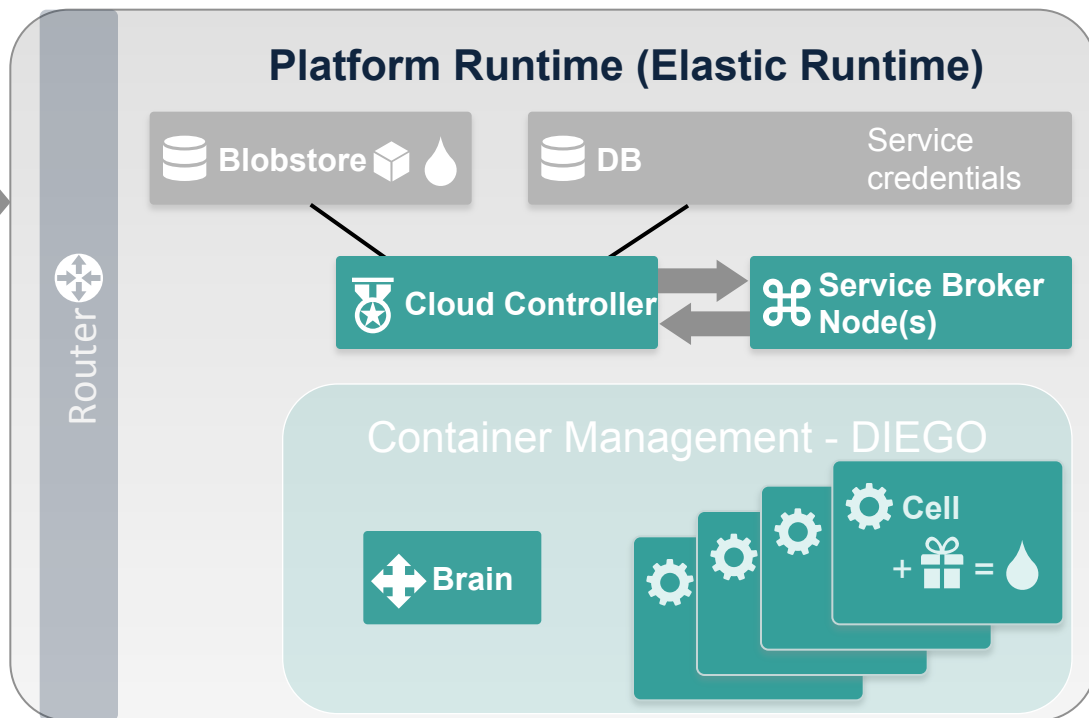 Platform Runtime (Elastic Runtime)
Blobstore
DB
Service
credentials
Router
Cloud Controller
Service Broker
Node(s)
Container Management - DIEGO
Brain
Cell
+ =